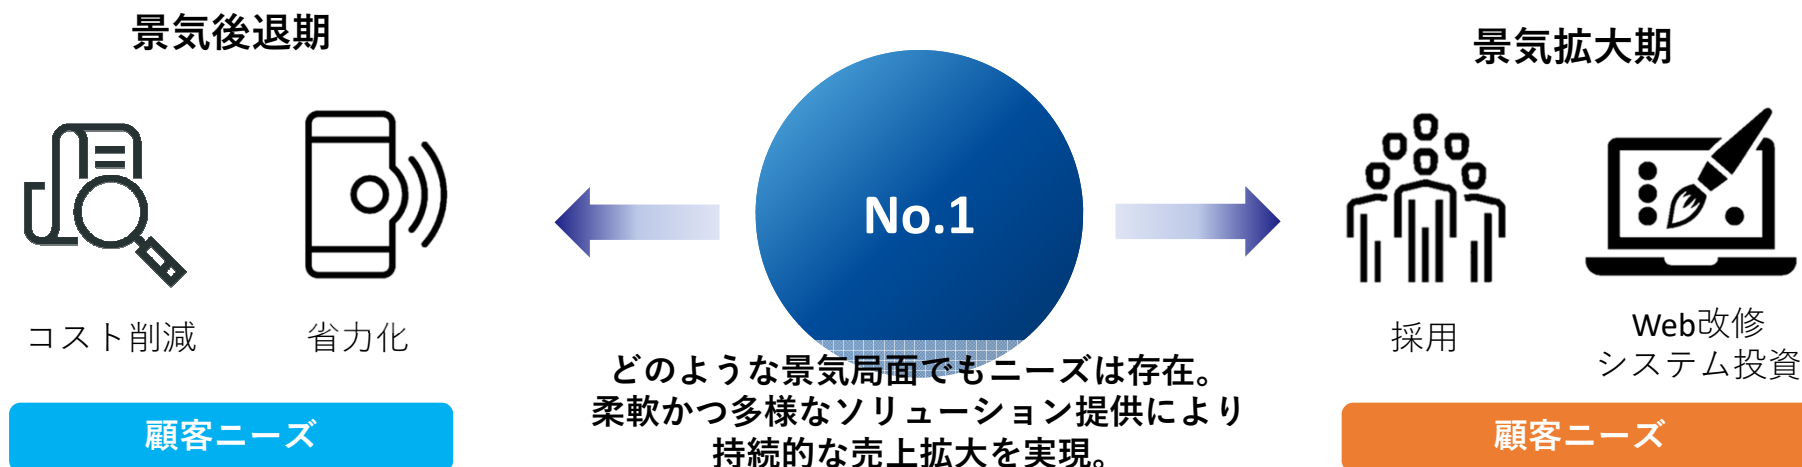 景気後退期
コスト削減
省力化
顧客ニーズ
No.1
どのような景気局面でもニーズは存在。
柔軟かつ多様なソリューション提供により
持続的な売上拡大を実現。
景気拡大期
採用
Web改修
システム投資
顧客ニーズ